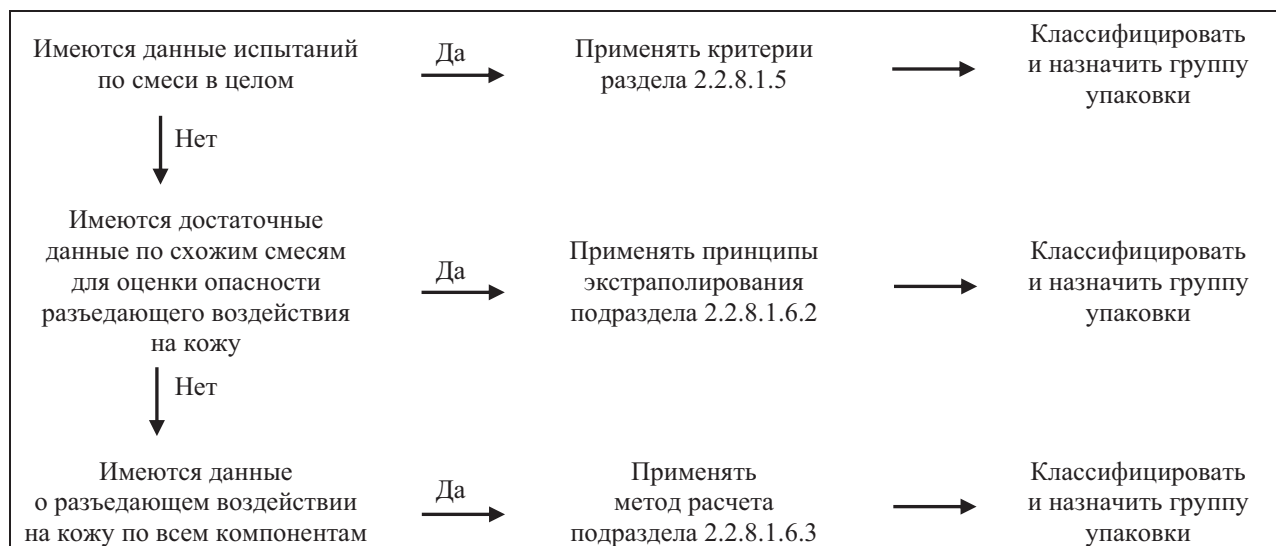 Имеются данные испытаний
по смеси в целом
Да
Применять критерии
раздела 2.2.8.1.5
Классифицировать
и назначить группу
упаковки
Нет
Имеются достаточные
данные по схожим смесям
для оценки опасности
разъедающего воздействия
на кожу
Да
Применять принципы
экстраполирования
подраздела 2.2.8.1.6.2
Классифицировать
и назначить группу
упаковки
Нет
Имеются данные
о разъедающем воздействии
на кожу по всем компонентам
Да
Применять
метод расчета
подраздела 2.2.8.1.6.3
Классифицировать
и назначить группу
упаковки